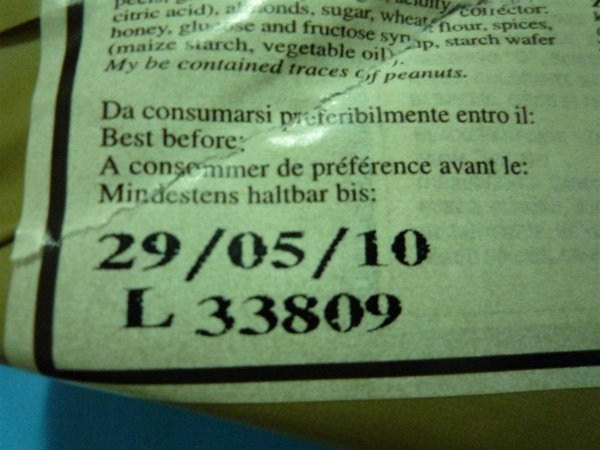 citric acid), almonds, sugar, wheat flour, spices,
honey, glucose and fructose syrup, starch wafer
(maize starch, vegetable oil).
My be contained traces of peanuts.
Da consumarsi preferibilmente entro il:
Best before:
A consommer de préférence avant le:
Mindestens haltbar bis:
29/05/10
L 33809